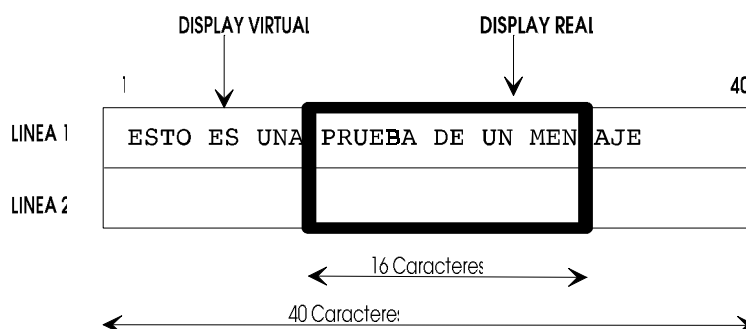 DISPLAY VIRTUAL DISPLAY REAL
1 40
LINEA 1 ESTO ES UNA PRUEBA DE UN MENSAJE
LINEA 2
16 Caracteres
40 Caracteres